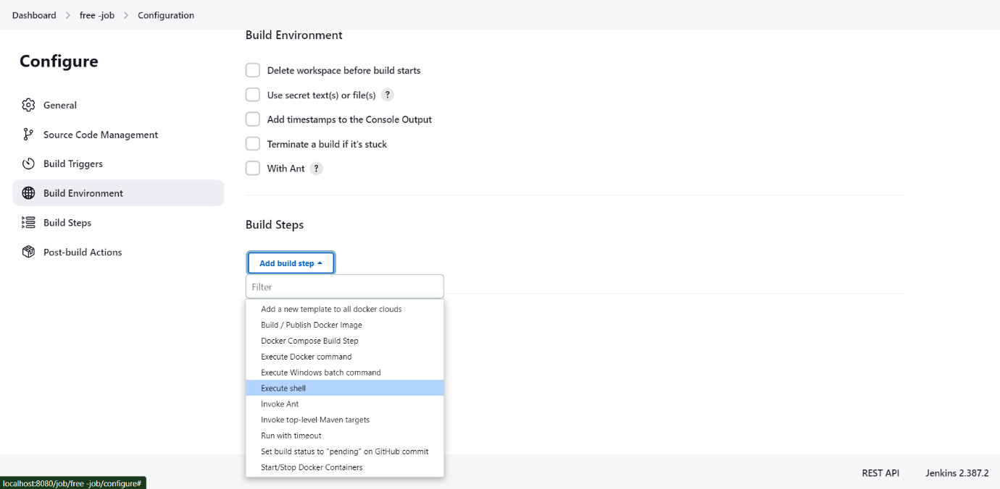 Dashboard > free -job > Configuration
Configure
General
Source Code Management
Build Triggers
Build Environment
Build Steps
Post-build Actions
Build Environment
Delete workspace before build starts
Use secret text(s) or file(s) ?
Add timestamps to the Console Output
Terminate a build if it's stuck
With Ant ?
Build Steps
Add build step
Filter
Add a new template to all docker clouds
Build / Publish Docker Image
Docker Compose Build Step
Execute Docker command
Execute Windows batch command
Execute shell
Invoke Ant
Invoke top-level Maven targets
Run with timeout
Set build status to "pending" on GitHub commit
Start/Stop Docker Containers
REST API Jenkins 2.387.2
localhost:8080/job/free -job/configure#